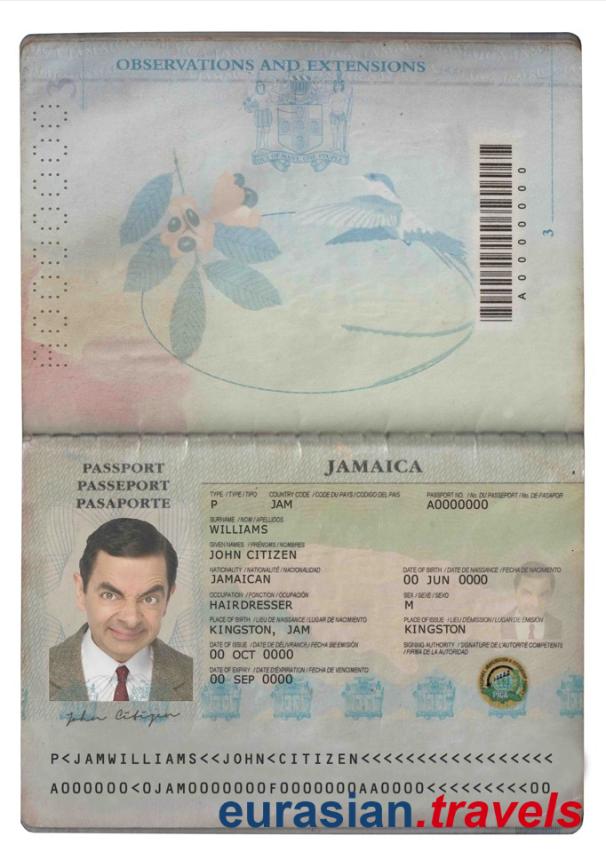 OBSERVATIONS AND EXTENSIONS
A0000000
3
PASSPORT
PASSEPORT
PASAPORTE
JAMAICA
TYPE / TYPE / TIPO COUNTRY CODE / CODE DU PAYS / CODIGO DEL PAIS PASSPORT NO. / No. DU PASSEPORT / No. DE PASAPOR
P JAM A0000000
SURNAME / NOM / APELLIDOS
WILLIAMS
GIVEN NAMES / PRÉNOMS / NOMBRES
JOHN CITIZEN
NATIONALITY / NATIONALITÉ / NACIONALIDAD DATE OF BIRTH / DATE DE NAISSANCE / FECHA DE NACIMIENTO
JAMAICAN 00 JUN 0000
OCCUPATION / FONCTION / OCUPACIÓN SEX / SEXE / SEXO
HAIRDRESSER M
PLACE OF BIRTH / LIEU DE NAISSANCE / LUGAR DE NACIMIENTO PLACE OF ISSUE / LIEU DÉMISSION / LUGAR DE EMISIÓN
KINGSTON, JAM KINGSTON
DATE OF ISSUE / DATE DE DÉLIVRANCE / FECHA DE EMISIÓN SIGNING AUTHORITY / SIGNATURE DE L'AUTORITÉ COMPETENTE
00 OCT 0000 / FIRMA DE LA AUTORIDAD
DATE OF EXPIRY / DATE D'EXPIRATION / FECHA DE VENCIMIENTO
00 SEP 0000
PICA
John Citizen
P<JAMWILLIAMS<<JOHN<CITIZEN<<<<<<<<<<<<<<<<<
A000000<0JAM0000000F0000000AA0000<<<<<<<<<00
eurasian.travels